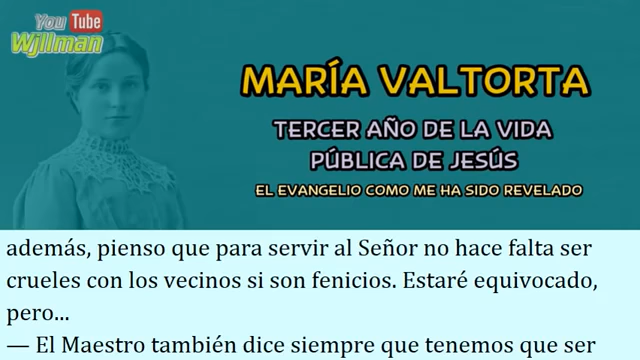 You Tube
Wjllman
MARÍA VALTORTA
TERCER AÑO DE LA VIDA
PÚBLICA DE JESÚS
EL EVANGELIO COMO ME HA SIDO REVELADO
además, pienso que para servir al Señor no hace falta ser
crueles con los vecinos si son fenicios. Estaré equivocado,
pero...
— El Maestro también dice siempre que tenemos que ser